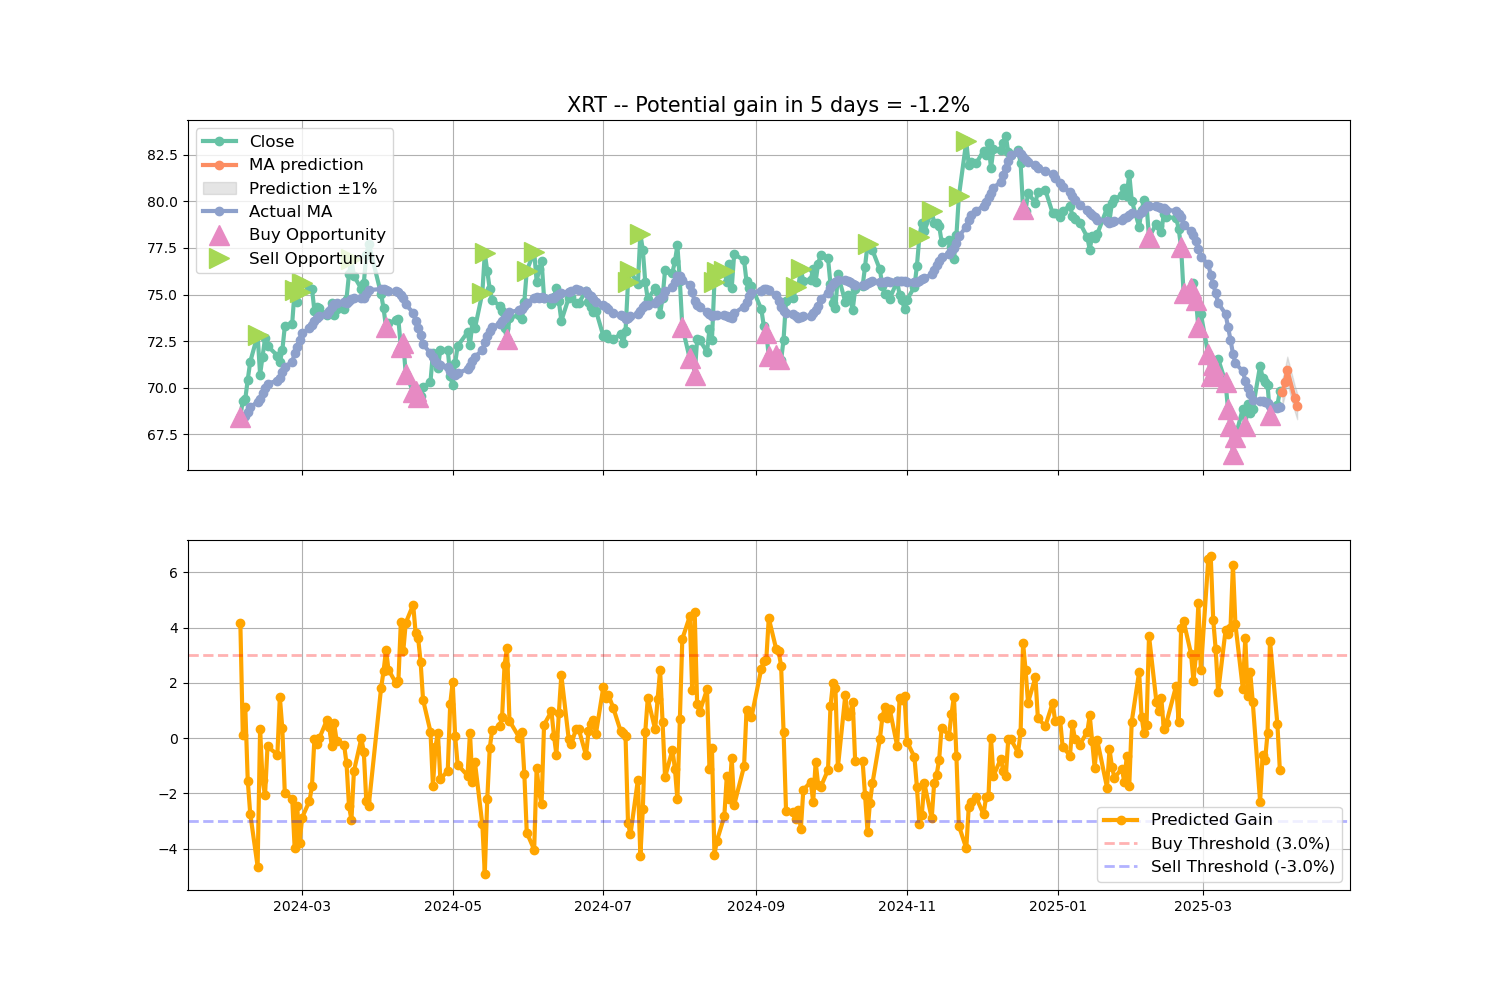 XRT -- Potential gain in 5 days = -1.2%
Close
MA prediction
Prediction ±1%
Actual MA
Buy Opportunity
Sell Opportunity
82.5
80.0
77.5
75.0
72.5
70.0
67.5
6
4
2
0
−2
−4
Predicted Gain
Buy Threshold (3.0%)
Sell Threshold (-3.0%)
2024-03 2024-05 2024-07 2024-09 2024-11 2025-01 2025-03